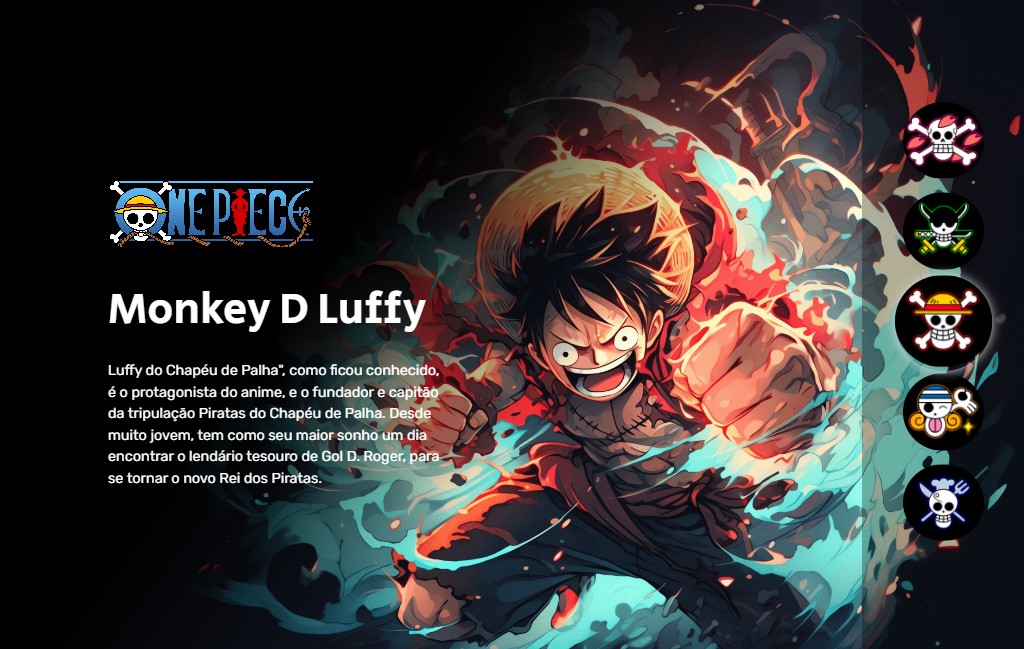 ONE PIECE
Monkey D Luffy
Luffy do Chapéu de Palha", como ficou conhecido,
é o protagonista do anime, e o fundador e capitão
da tripulação Piratas do Chapéu de Palha. Desde
muito jovem, tem como seu maior sonho um dia
encontrar o lendário tesouro de Gol D. Roger, para
se tornar o novo Rei dos Piratas.